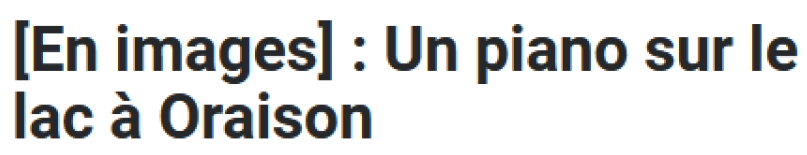 [En images] : Un piano sur le
lac à Oraison